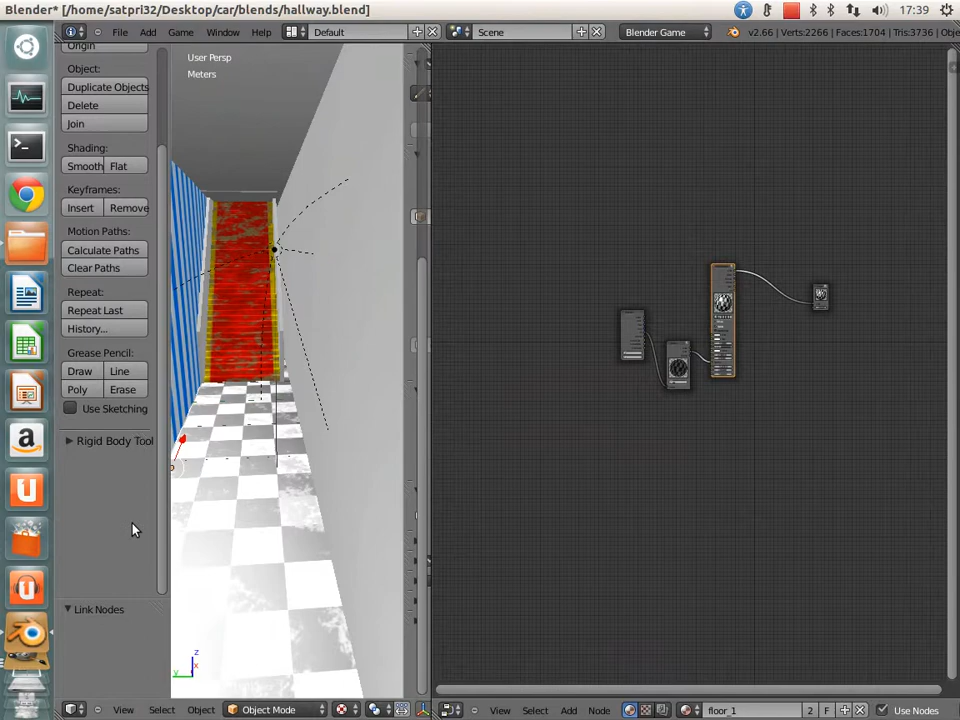 Blender* [/home/satpri32/Desktop/car/blends/hallway.blend]
17:39
File Add Game Window Help
Default
Scene
Blender Game
v2.66 | Verts:2266 | Faces:1704 | Tris:3736 | Obje
Origin
Object:
Duplicate Objects
Delete
Join
Shading:
Smooth Flat
Keyframes:
Insert Remove
Motion Paths:
Calculate Paths
Clear Paths
Repeat:
Repeat Last
History...
Grease Pencil:
Draw Line
Poly Erase
Use Sketching
Rigid Body Tool
Link Nodes
User Persp
Meters
z
x
y
View Select Object
Object Mode
View Select Add Node
floor_1
2 F
Use Nodes